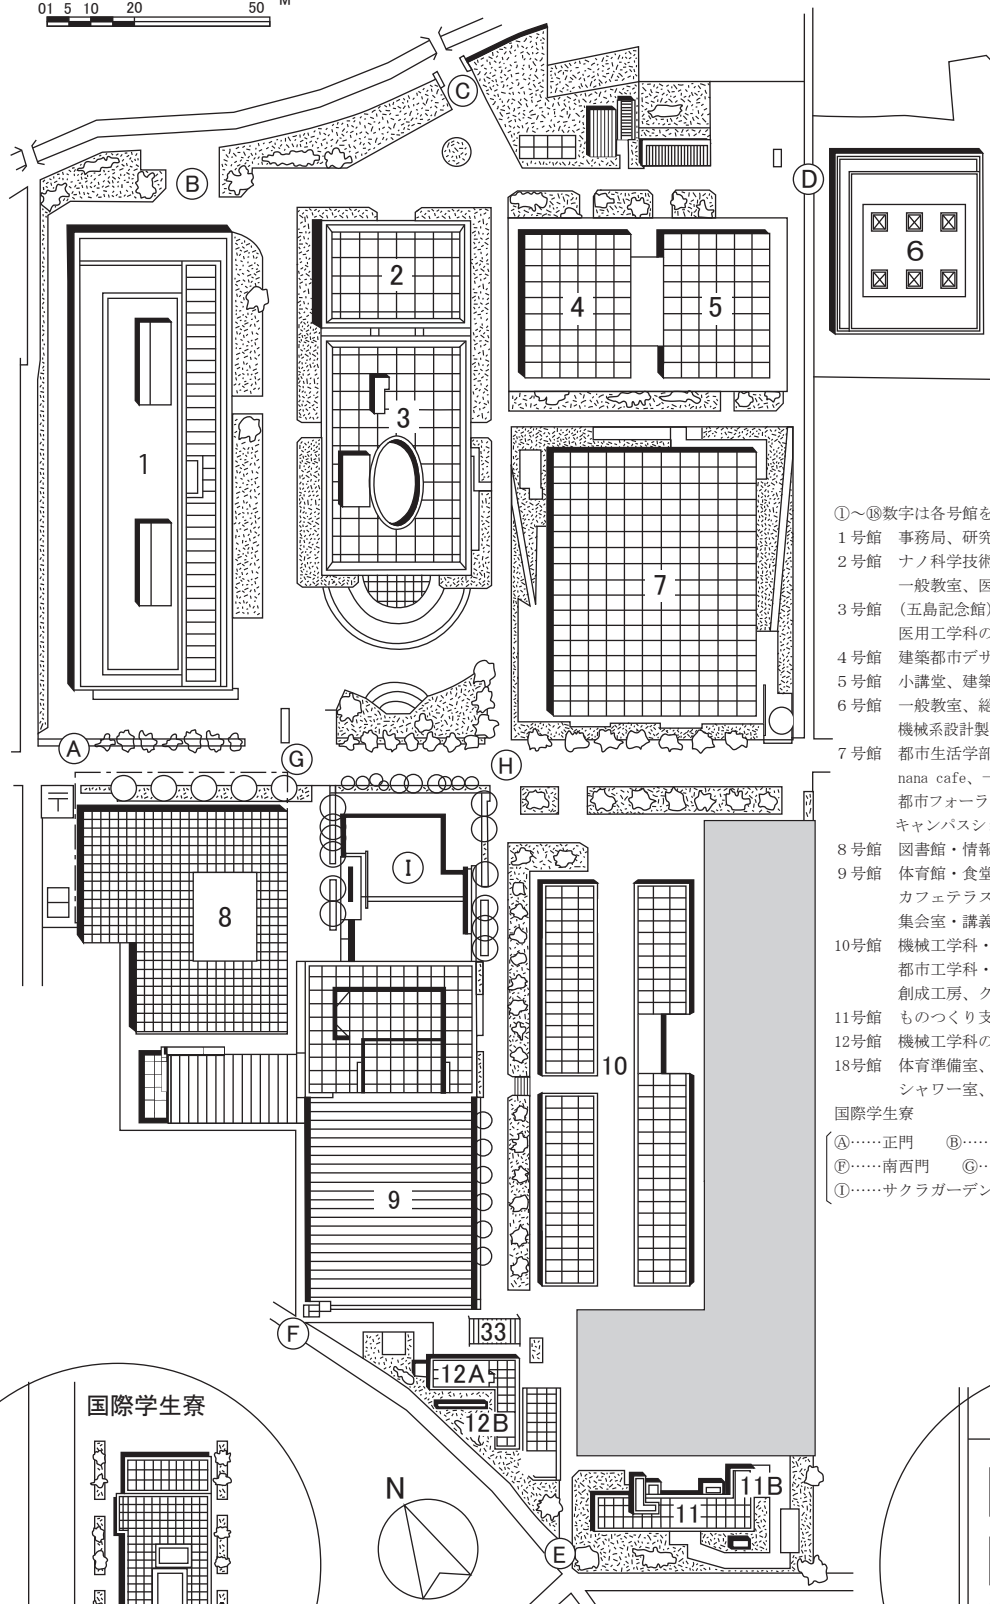 01 5 10 20 50 M
C
B
D
6
2
4
5
3
1
7
①～⑱数字は各号館を
1号館 事務局、研究
2号館 ナノ科学技術
一般教室、医
3号館 (五島記念館)
医用工学科の
4号館 建築都市デザ
5号館 小講堂、建築
6号館 一般教室、総
機械系設計製
7号館 都市生活学部
nana cafe、一
都市フォーラ
キャンパスシ
8号館 図書館・情報
9号館 体育館・食堂
カフェテラス
集会室・講義
10号館 機械工学科・
都市工学科・
創成工房、ク
11号館 ものつくり支
12号館 機械工学科の
18号館 体育準備室、
シャワー室、
国際学生寮
Ⓐ……正門 Ⓑ……
Ⓕ……南西門 Ⓖ…
Ⓘ……サクラガーデン
A
G
H
〒
I
8
10
9
F
33
12A
12B
11B
11
E
国際学生寮
N